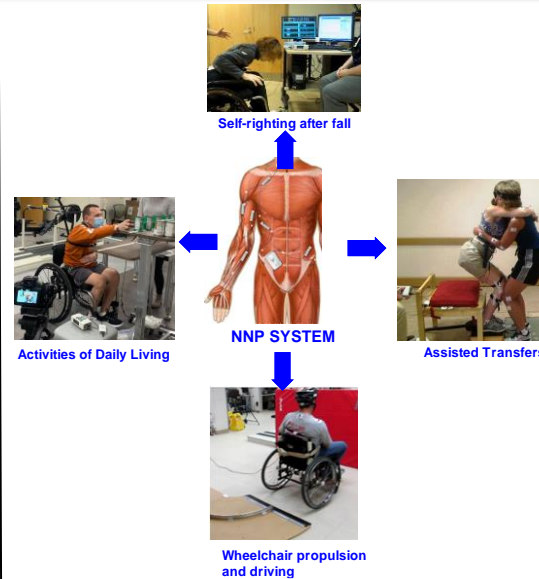 Self-righting after fall
NNP SYSTEM
Activities of Daily Living
Assisted Transfers
Wheelchair propulsion
and driving